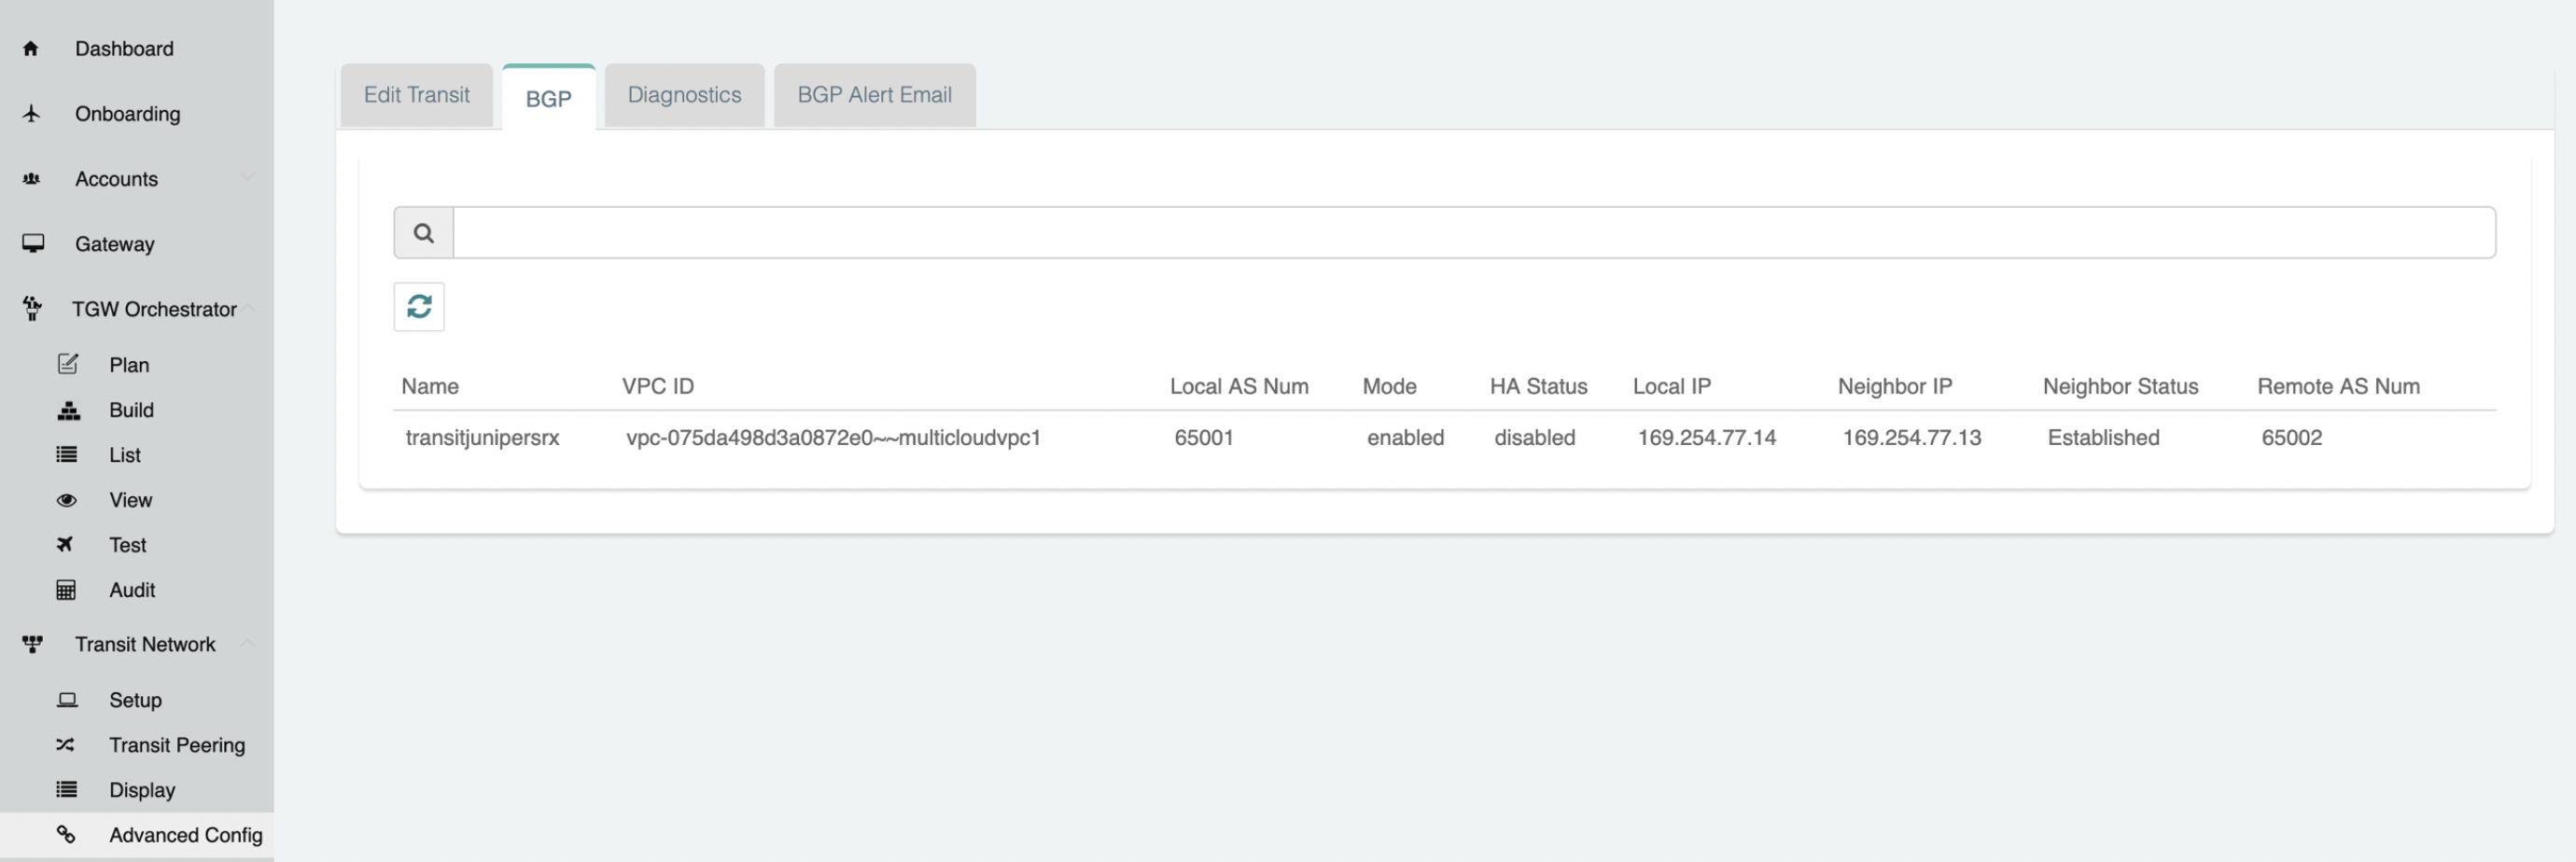 Dashboard
Onboarding
Accounts
Gateway
TGW Orchestrator
Plan
Build
List
View
Test
Audit
Transit Network
Setup
Transit Peering
Display
Advanced Config
Edit Transit BGP Diagnostics BGP Alert Email
Name VPC ID Local AS Num Mode HA Status Local IP Neighbor IP Neighbor Status Remote AS Num
transitjunipersrx vpc-075da498d3a0872e0~~multicloudvpc1 65001 enabled disabled 169.254.77.14 169.254.77.13 Established 65002